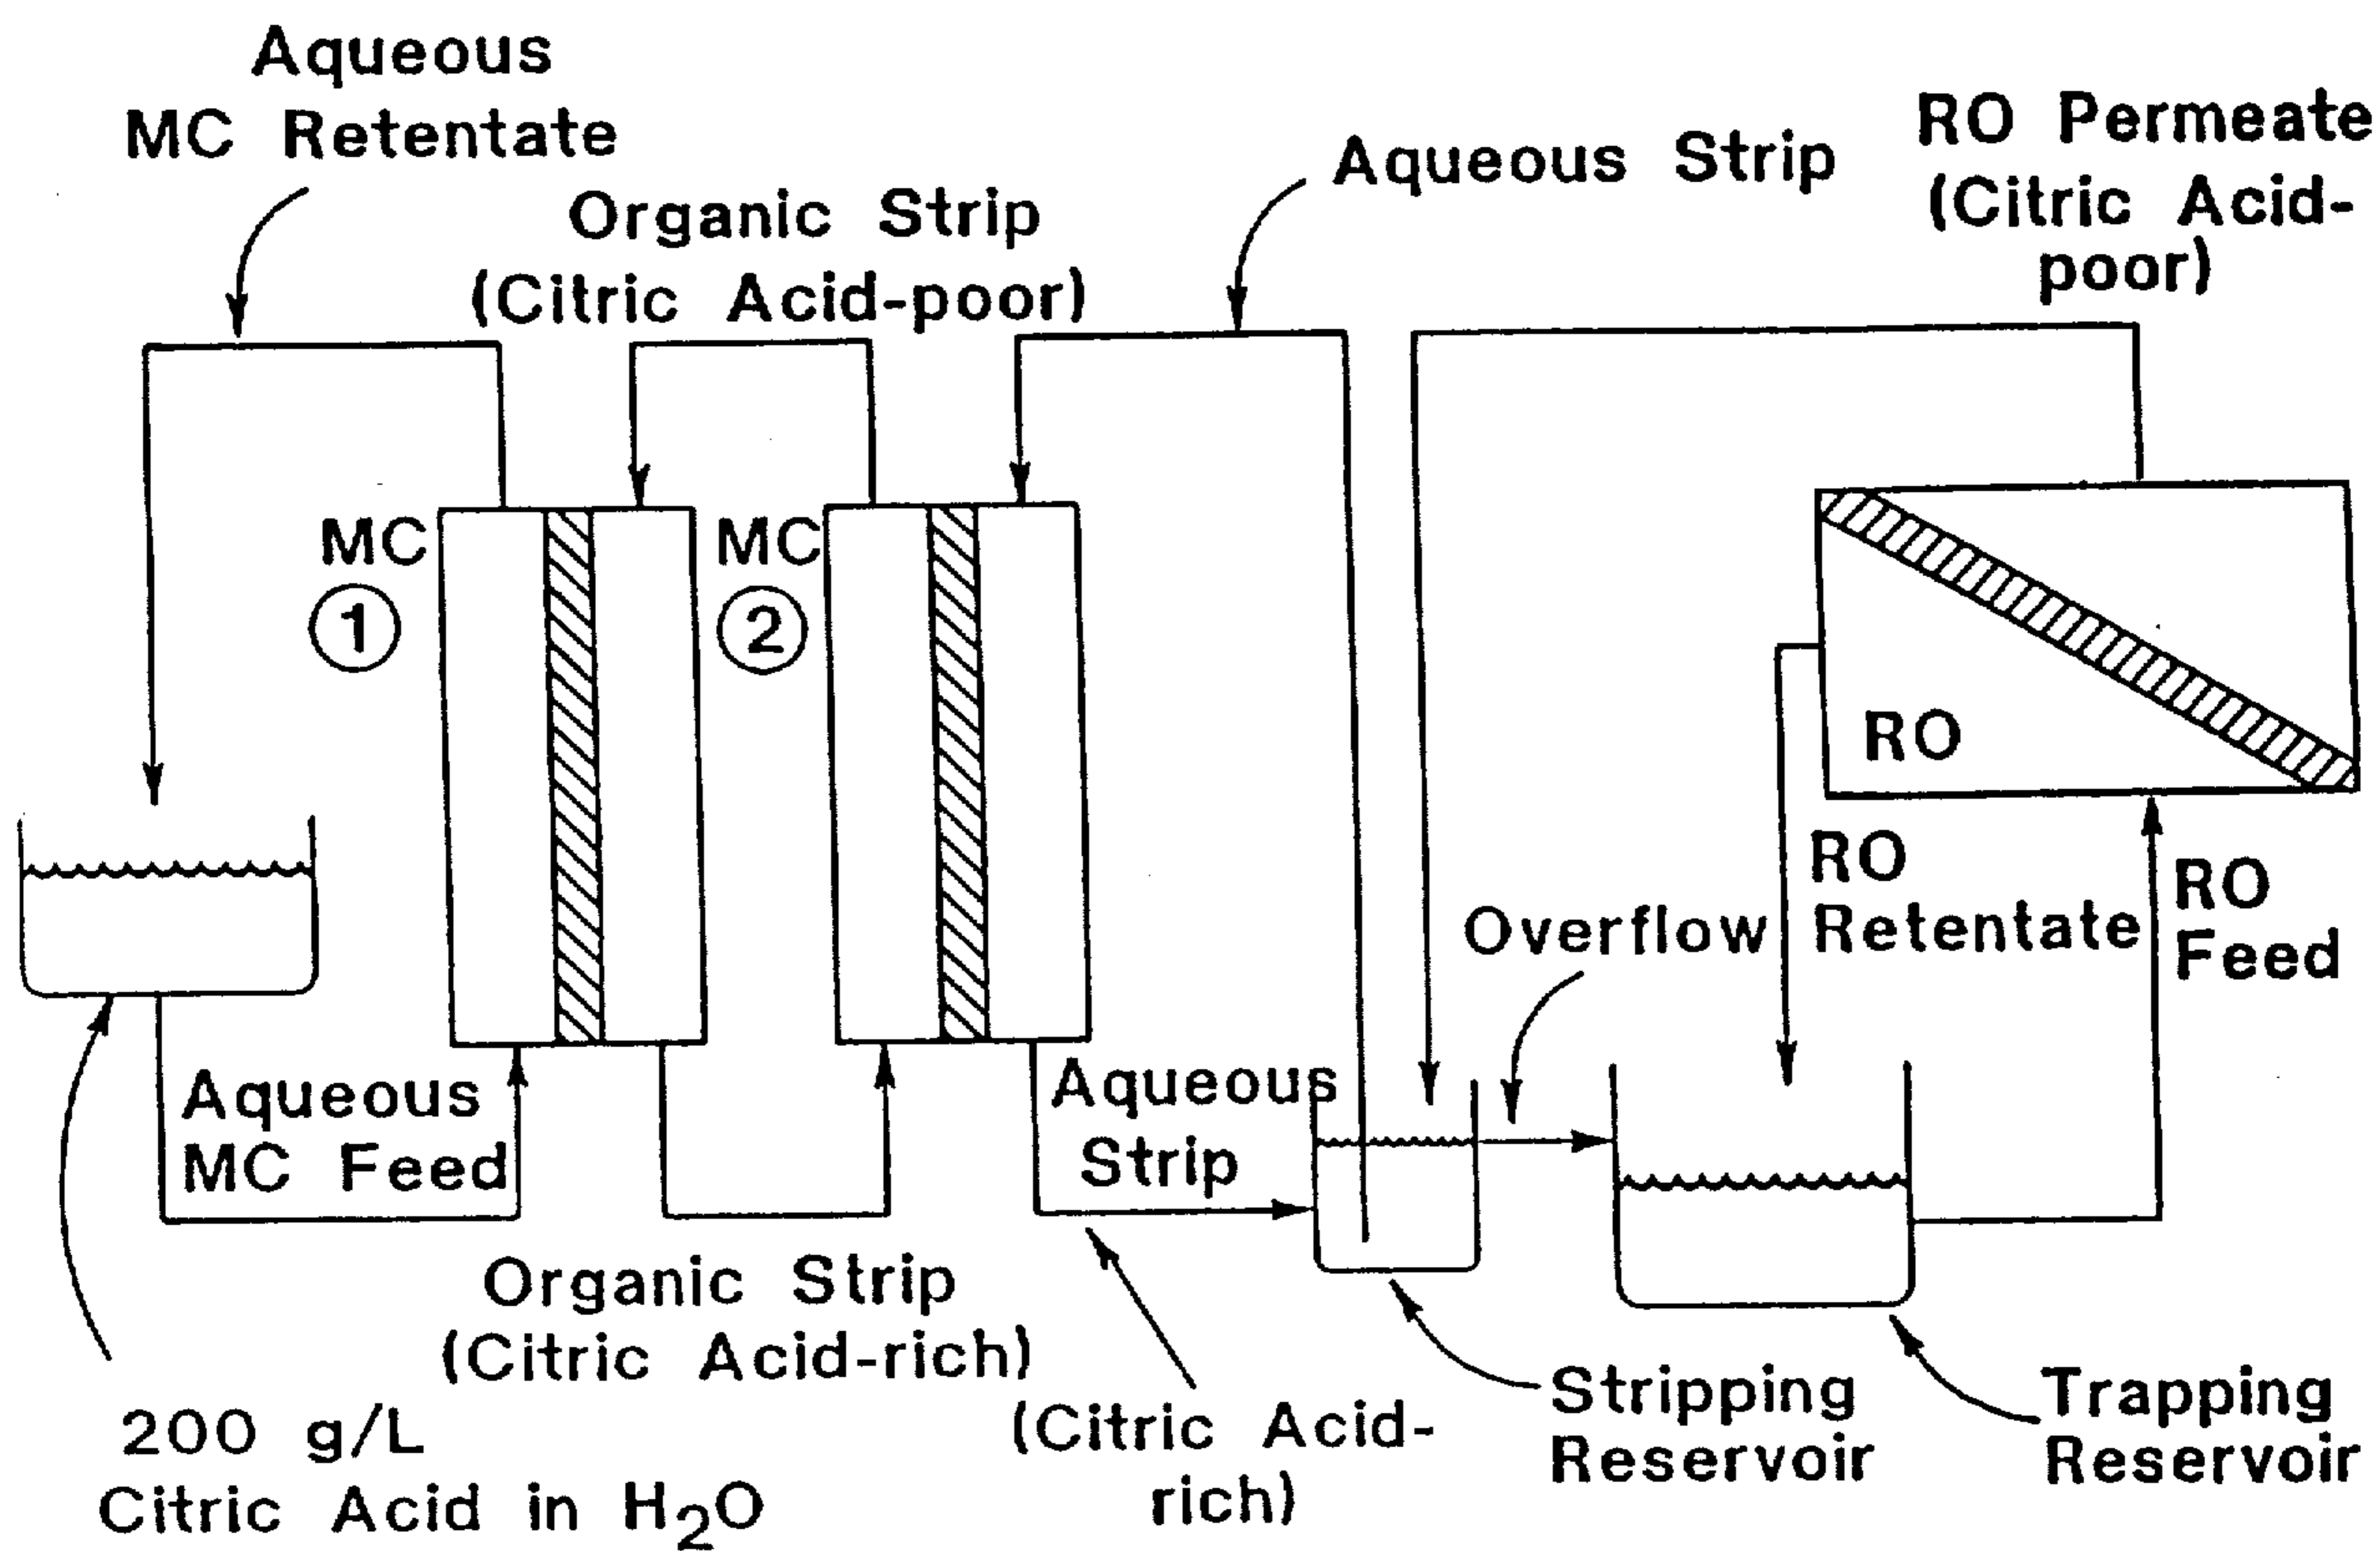 Aqueous
MC Retentate
Organic Strip
(Citric Acid-poor)
Aqueous Strip
RO Permeate
(Citric Acid-
poor)
MC
1
MC
2
RO
RO
Retentate
RO
Feed
Overflow
Aqueous
MC Feed
Aqueous
Strip
Organic Strip
(Citric Acid-rich)
(Citric Acid-
rich)
200 g/L
Citric Acid in H₂O
Stripping
Reservoir
Trapping
Reservoir